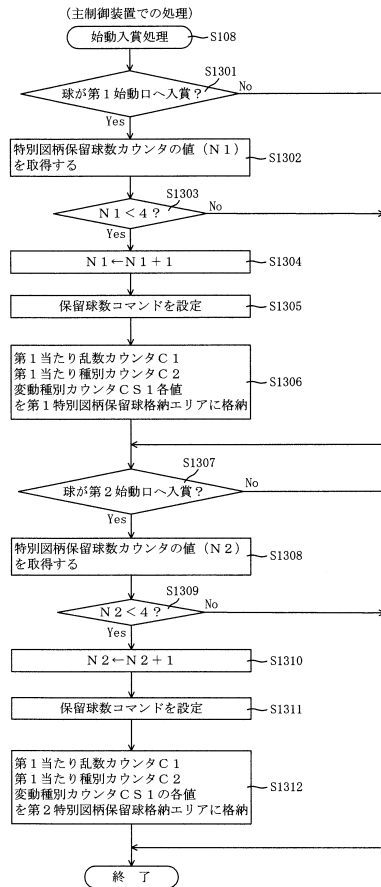 (主制御装置での処理)
始動入賞処理
S108
S1301
球が第1始動口へ入賞?
No
Yes
特別図柄保留球数カウンタの値(N1)
を取得する
S1302
S1303
N1<4?
No
Yes
N1←N1+1
S1304
保留球数コマンドを設定
S1305
第1当たり乱数カウンタC1
第1当たり種別カウンタC2
変動種別カウンタCS1各値
を第1特別図柄保留球格納エリアに格納
S1306
S1307
球が第2始動口へ入賞?
No
Yes
特別図柄保留球数カウンタの値(N2)
を取得する
S1308
S1309
N2<4?
No
Yes
N2←N2+1
S1310
保留球数コマンドを設定
S1311
第1当たり乱数カウンタC1
第1当たり種別カウンタC2
変動種別カウンタCS1の各値
を第2特別図柄保留球格納エリアに格納
S1312
終了